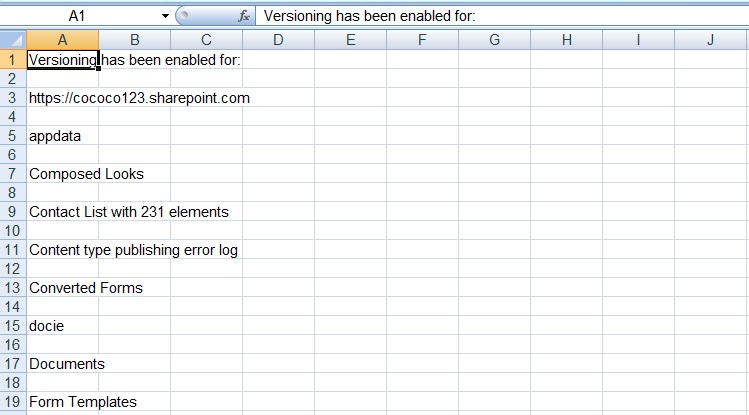 A1 fx Versioning has been enabled for:
A B C D E F G H I J
1 Versioning has been enabled for:
2
3 https://cococo123.sharepoint.com
4
5 appdata
6
7 Composed Looks
8
9 Contact List with 231 elements
10
11 Content type publishing error log
12
13 Converted Forms
14
15 docie
16
17 Documents
18
19 Form Templates